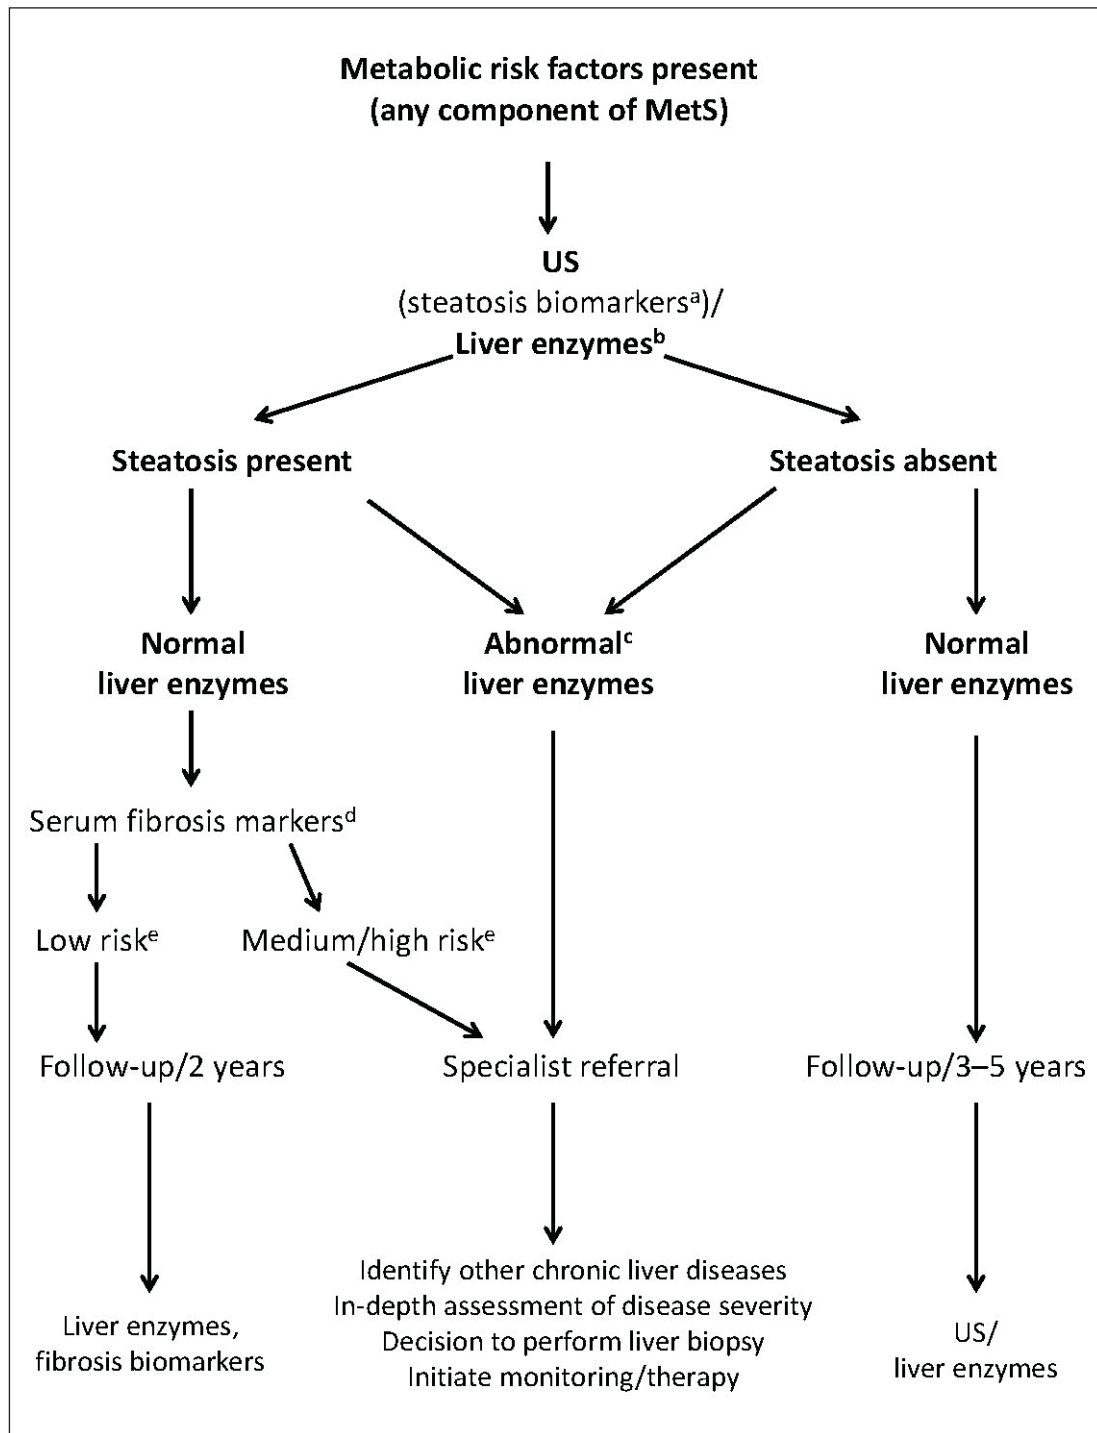 Metabolic risk factors present
(any component of MetS)
US
(steatosis biomarkersᵃ)/
Liver enzymesᵇ
Steatosis present
Steatosis absent
Normal
liver enzymes
Abnormalᶜ
liver enzymes
Normal
liver enzymes
Serum fibrosis markersᵈ
Low riskᵉ
Medium/high riskᵉ
Follow-up/2 years
Specialist referral
Follow-up/3–5 years
Liver enzymes,
fibrosis biomarkers
Identify other chronic liver diseases
In-depth assessment of disease severity
Decision to perform liver biopsy
Initiate monitoring/therapy
US/
liver enzymes